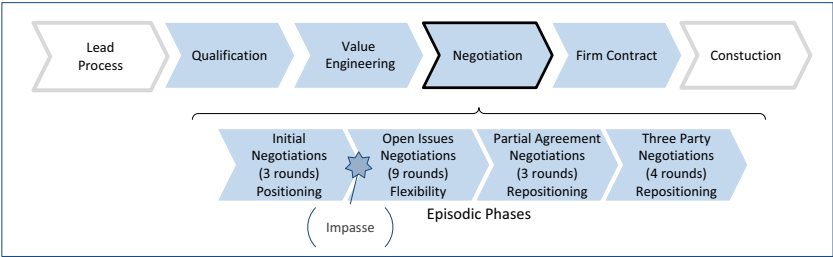 Lead
Process
Qualification
Value
Engineering
Negotiation
Firm Contract
Constuction
Initial
Negotiations
(3 rounds)
Positioning
Open Issues
Negotiations
(9 rounds)
Flexibility
Partial Agreement
Negotiations
(3 rounds)
Repositioning
Three Party
Negotiations
(4 rounds)
Repositioning
Impasse
Episodic Phases